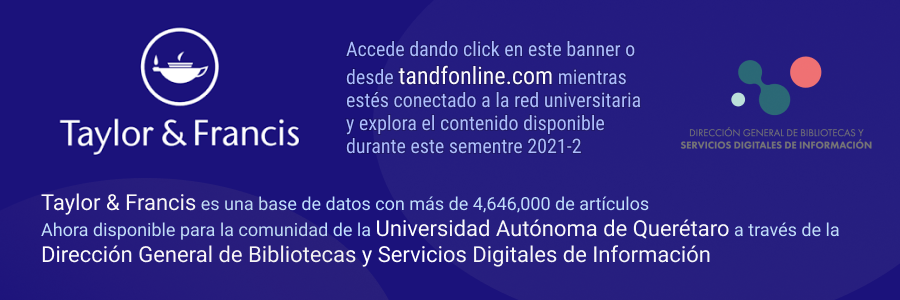 Taylor & Francis
Accede dando click en este banner o
desde tandfonline.com mientras
estés conectado a la red universitaria
y explora el contenido disponible
durante este sementre 2021-2
DIRECCIÓN GENERAL DE BIBLIOTECAS Y
SERVICIOS DIGITALES DE INFORMACIÓN
Taylor & Francis es una base de datos con más de 4,646,000 de artículos
Ahora disponible para la comunidad de la Universidad Autónoma de Querétaro a través de la
Dirección General de Bibliotecas y Servicios Digitales de Información